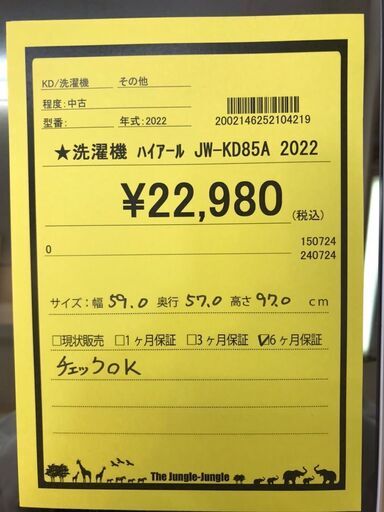 KD/洗濯機 その他
程度:中古
型番: 年式:2022
2002146252104219
★洗濯機 ﾊｲｱｰﾙ JW-KD85A 2022
¥22,980(税込)
0 150724
240724
サイズ:幅 59.0 奥行 57.0 高さ 97.0 cm
□現状販売 □1ヶ月保証 □3ヶ月保証 ☑6ヶ月保証
チェックOK
The Jungle-Jungle